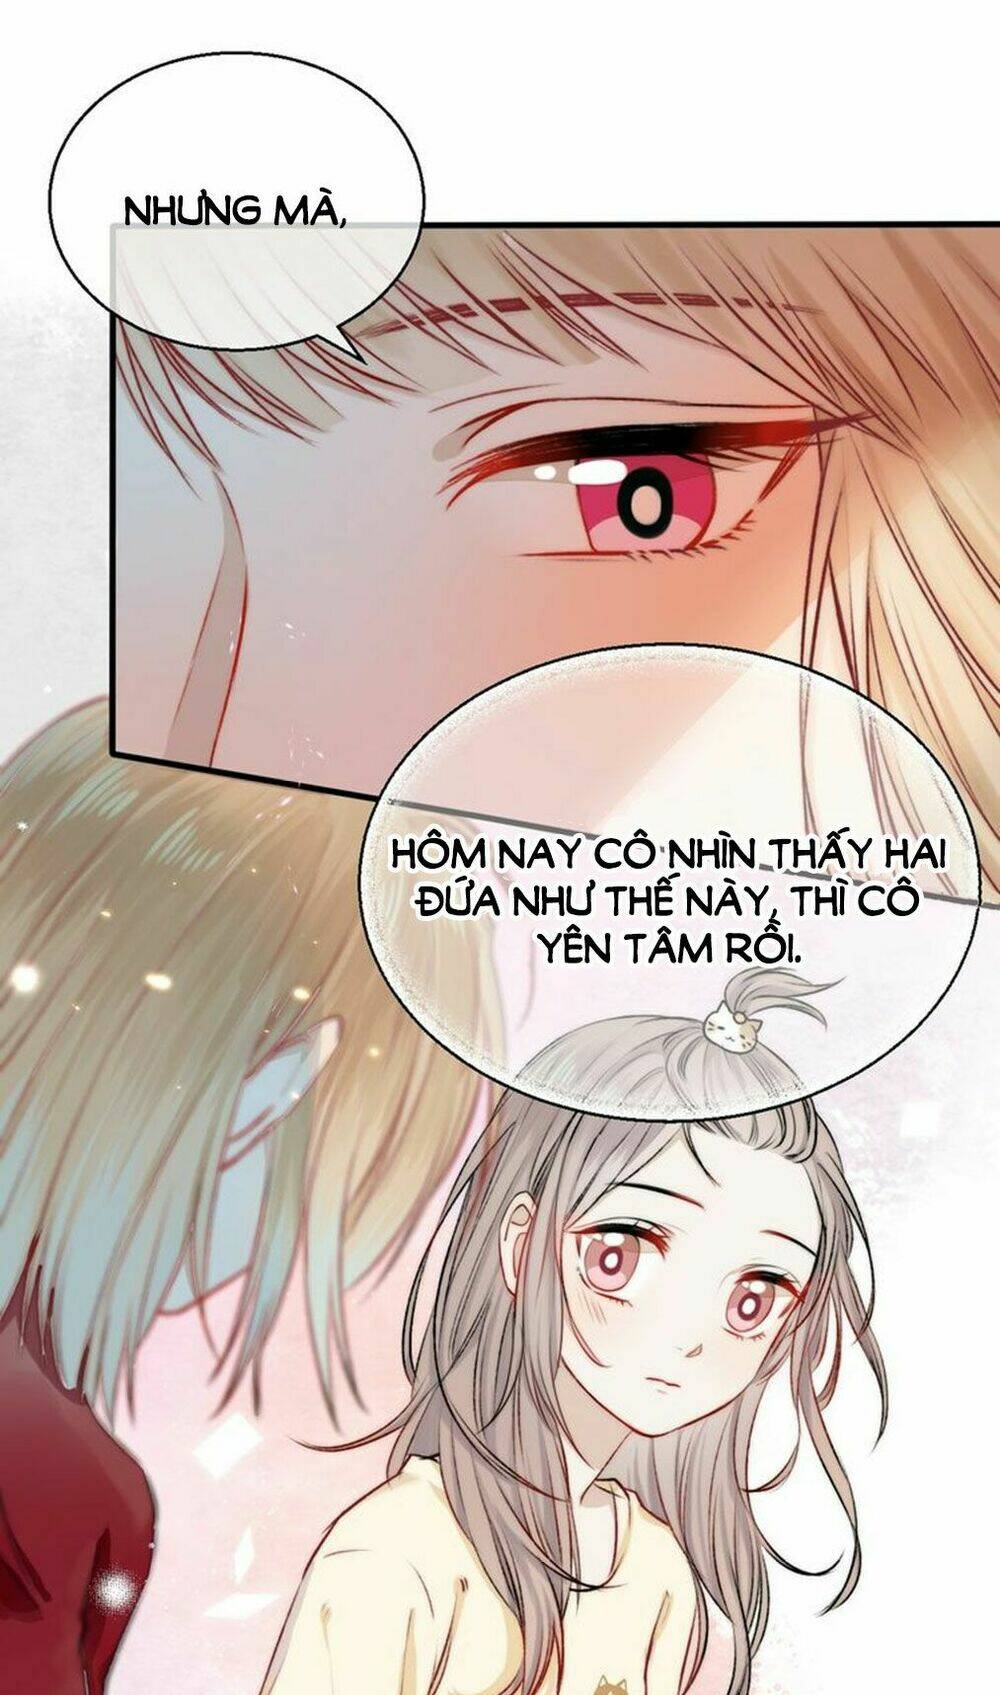 NHƯNG MÀ,
HÔM NAY CÔ NHÌN THẤY HAI
ĐỨA NHƯ THẾ NÀY, THÌ CÔ
YÊN TÂM RỒI.